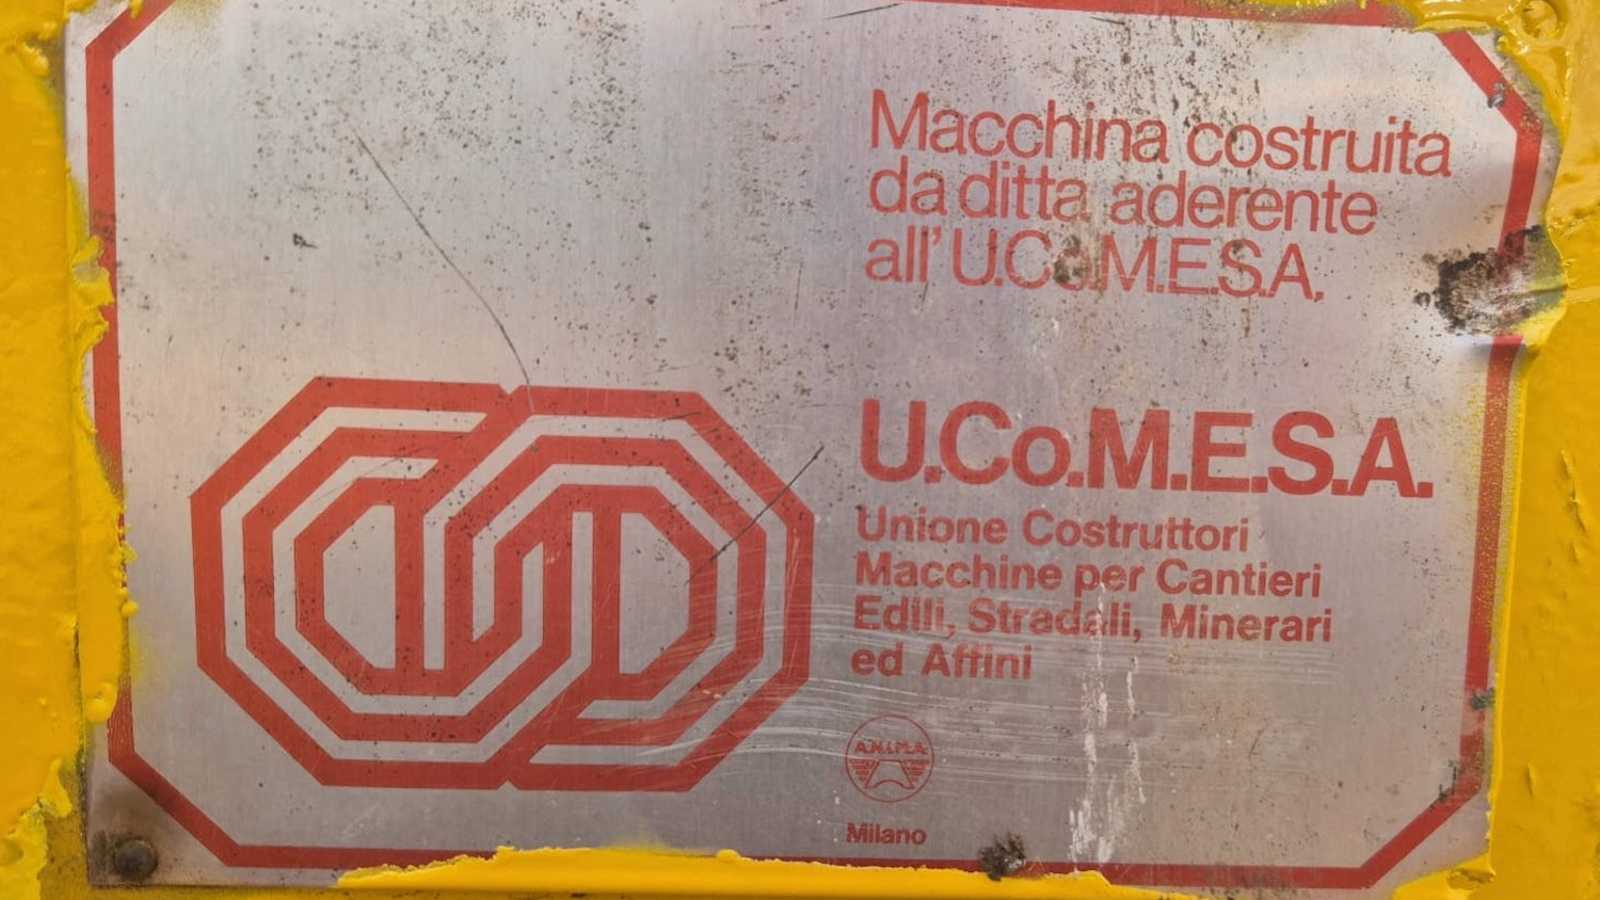 Macchina costruita
da ditta aderente
all'U.Co.M.E.S.A.
U.Co.M.E.S.A.
Unione Costruttori
Macchine per Cantieri
Edili, Stradali, Minerari
ed Affini
A.N.I.M.A.
Milano